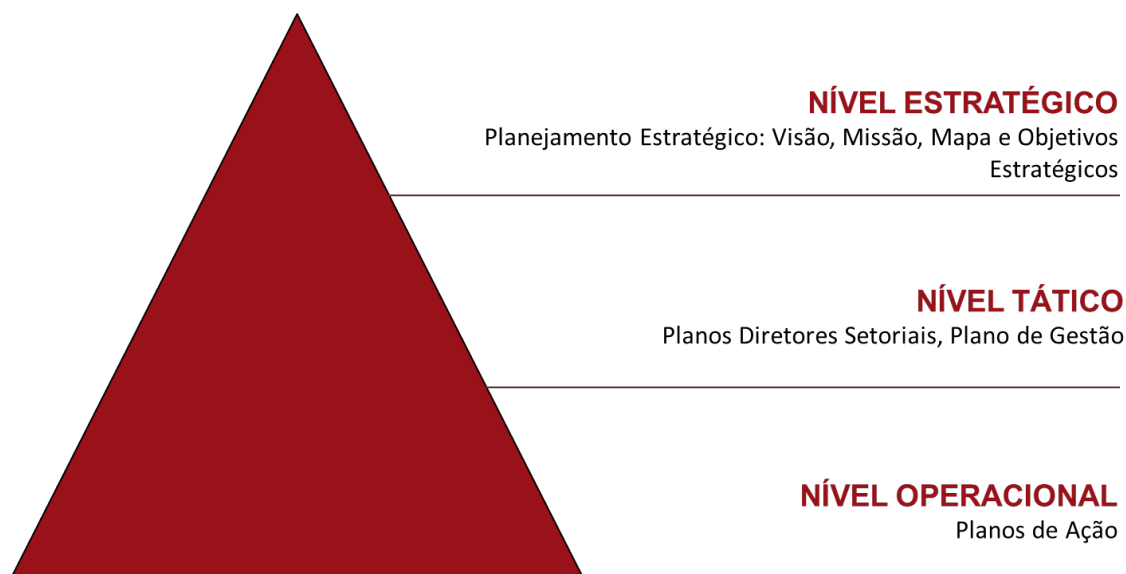 NÍVEL ESTRATÉGICO
Planejamento Estratégico: Visão, Missão, Mapa e Objetivos
Estratégicos
NÍVEL TÁTICO
Planos Diretores Setoriais, Plano de Gestão
NÍVEL OPERACIONAL
Planos de Ação